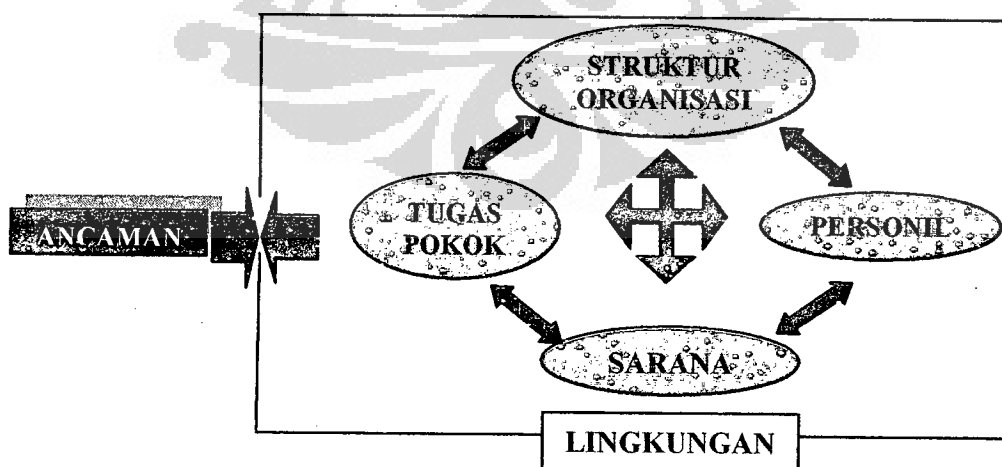 STRUKTUR
ORGANISASI
ANCAMAN
TUGAS
POKOK
PERSONIL
SARANA
LINGKUNGAN